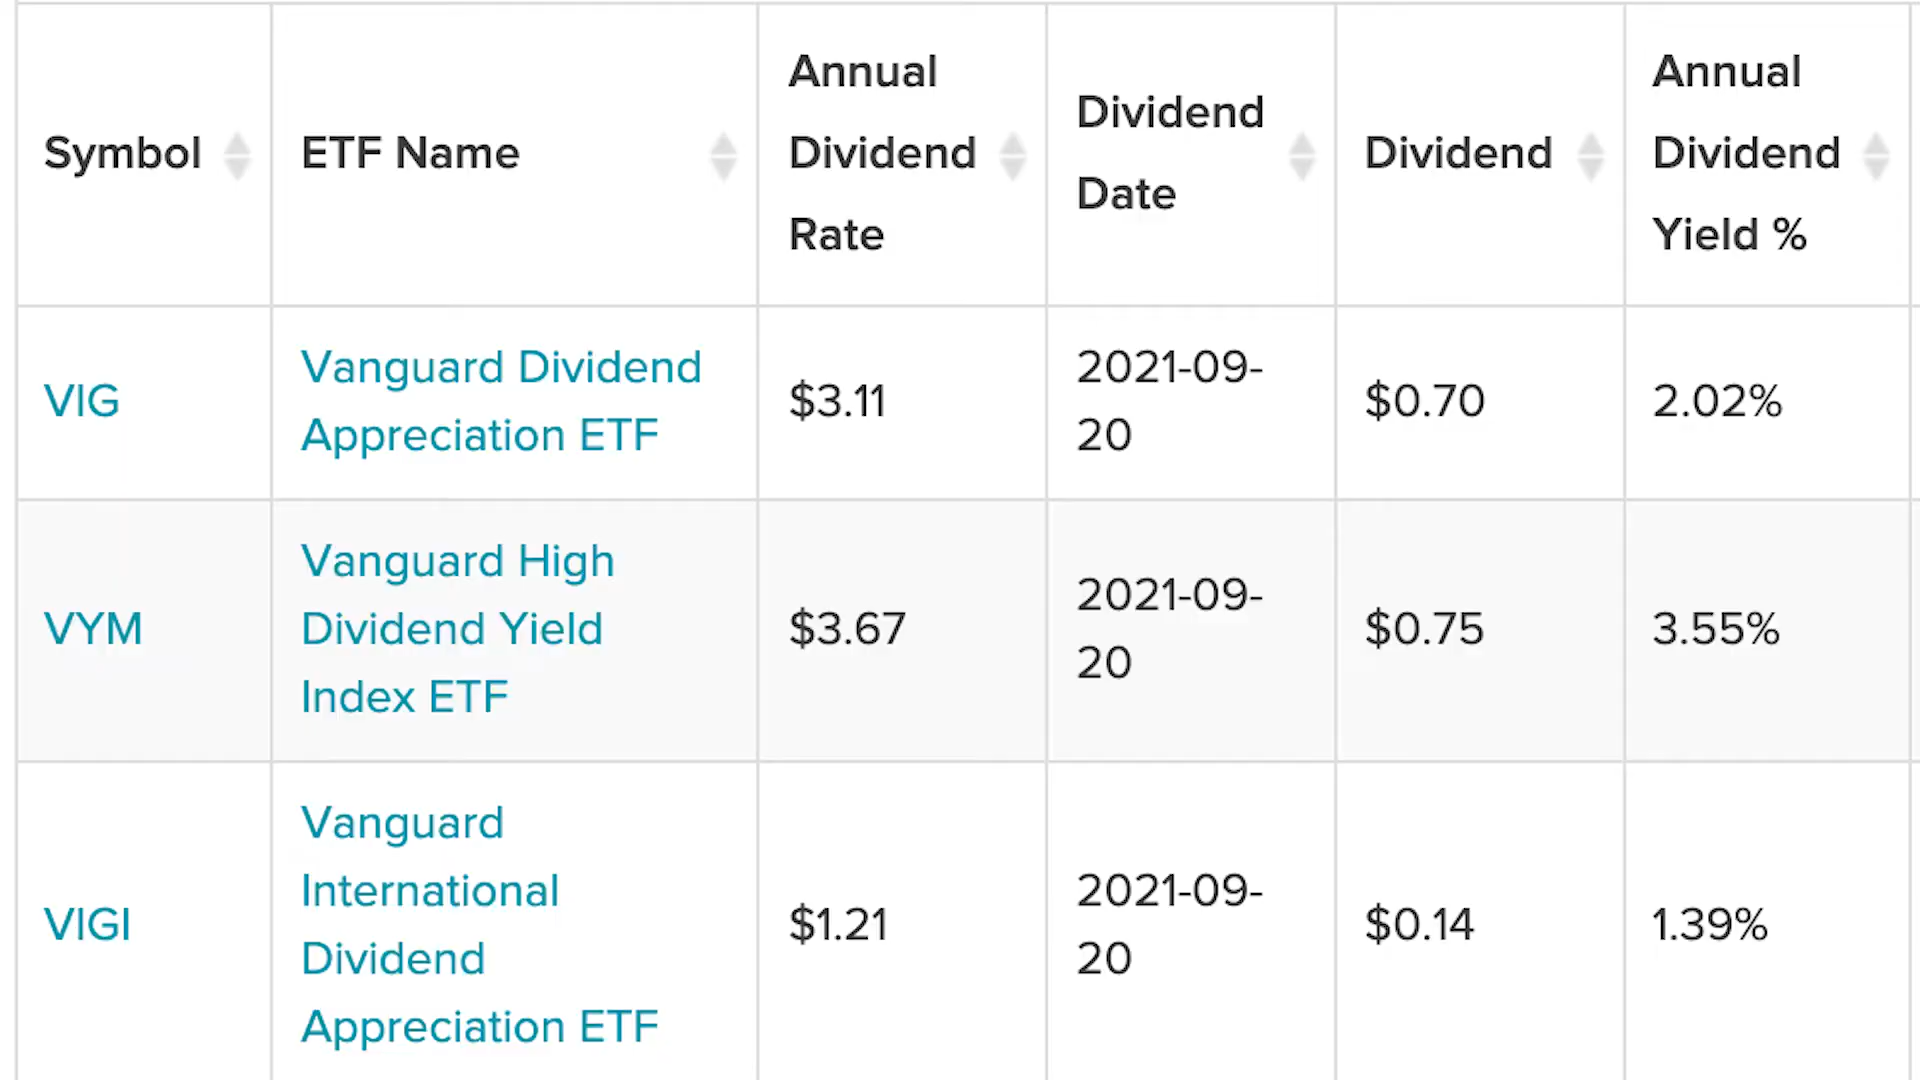 Symbol
ETF Name
Annual
Dividend
Rate
Dividend
Date
Dividend
Annual
Dividend
Yield %
VIG
Vanguard Dividend
Appreciation ETF
$3.11
2021-09-
20
$0.70
2.02%
VYM
Vanguard High
Dividend Yield
Index ETF
$3.67
2021-09-
20
$0.75
3.55%
VIGI
Vanguard
International
Dividend
Appreciation ETF
$1.21
2021-09-
20
$0.14
1.39%